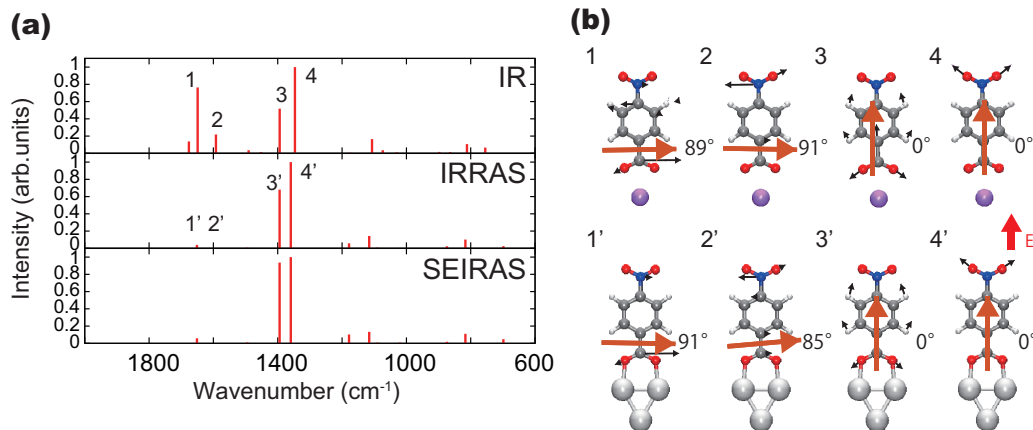 (a)
Intensity (arb.units)
1
0.8
0.6
0.4
0.2
0
1
2
3
4
IR
1
0.8
0.6
0.4
0.2
0
1’ 2’
3’
4’
IRRAS
1
0.8
0.6
0.4
0.2
0
SEIRAS
1800 1400 1000 600
Wavenumber (cm-1)
(b)
1 2 3 4
89° 91° 0° 0°
E
1’ 2’ 3’ 4’
91° 85° 0° 0°